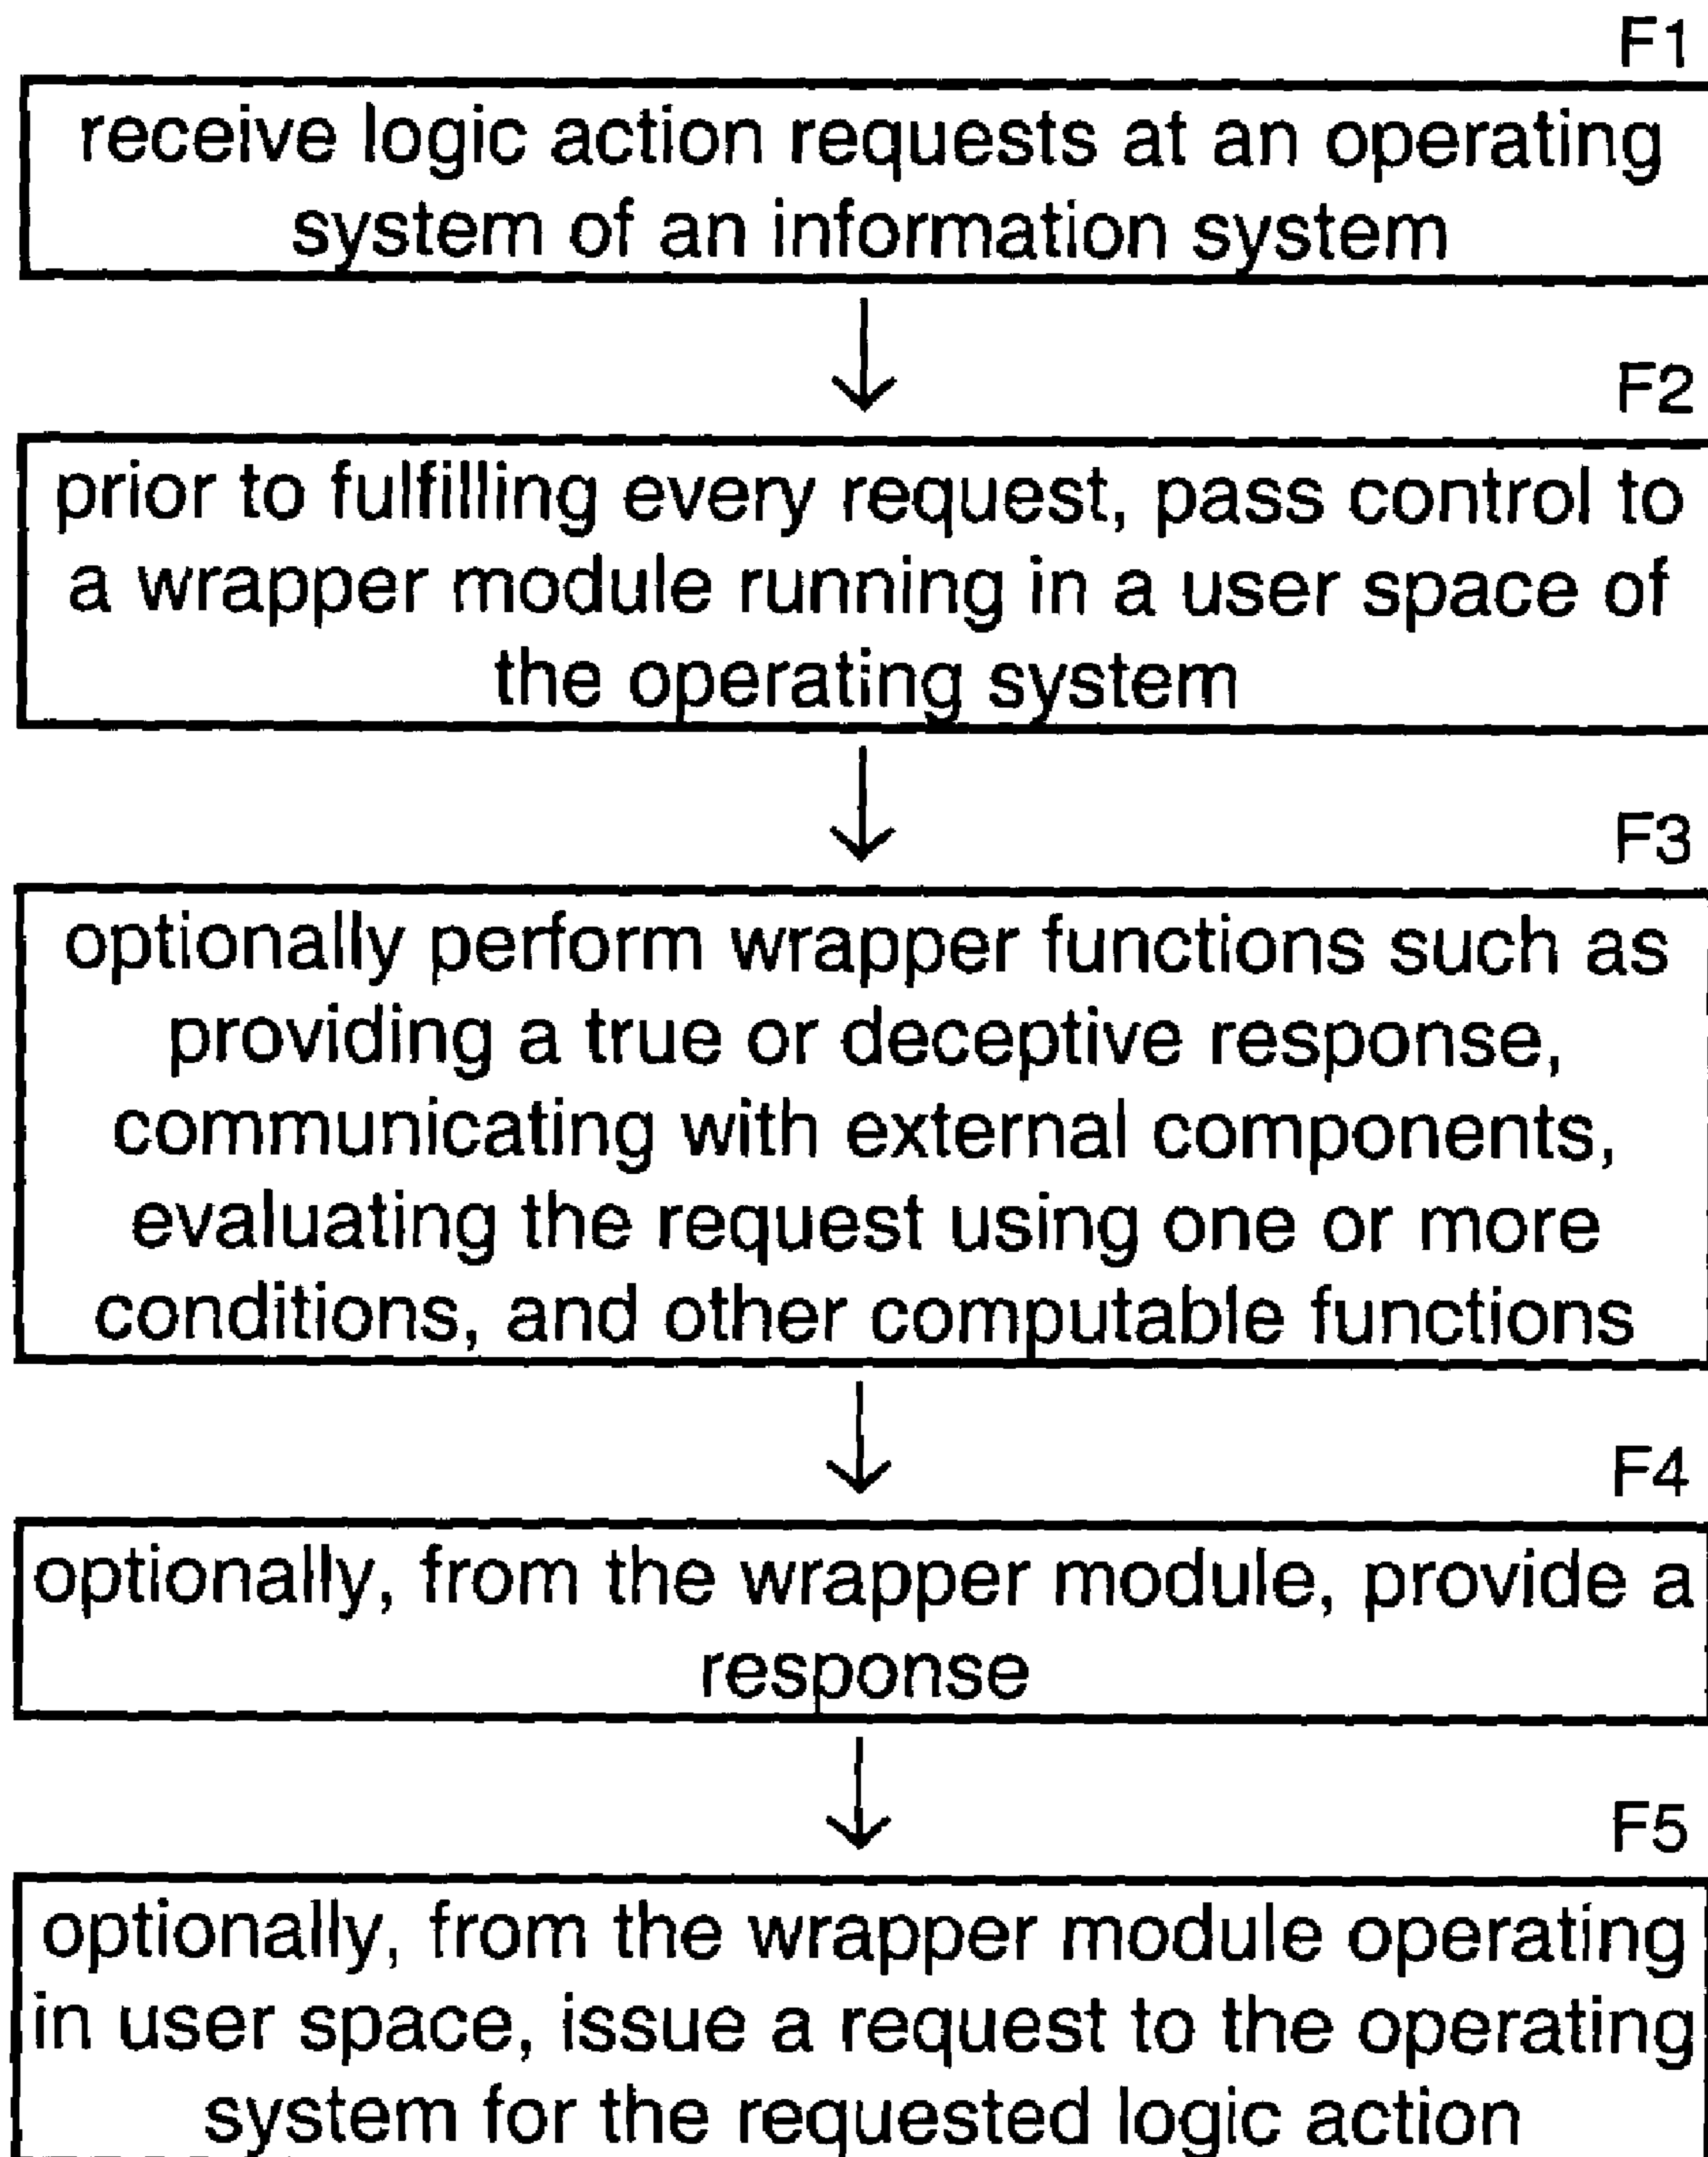 F1
receive logic action requests at an operating
system of an information system
F2
prior to fulfilling every request, pass control to
a wrapper module running in a user space of
the operating system
F3
optionally perform wrapper functions such as
providing a true or deceptive response,
communicating with external components,
evaluating the request using one or more
conditions, and other computable functions
F4
optionally, from the wrapper module, provide a
response
F5
optionally, from the wrapper module operating
in user space, issue a request to the operating
system for the requested logic action